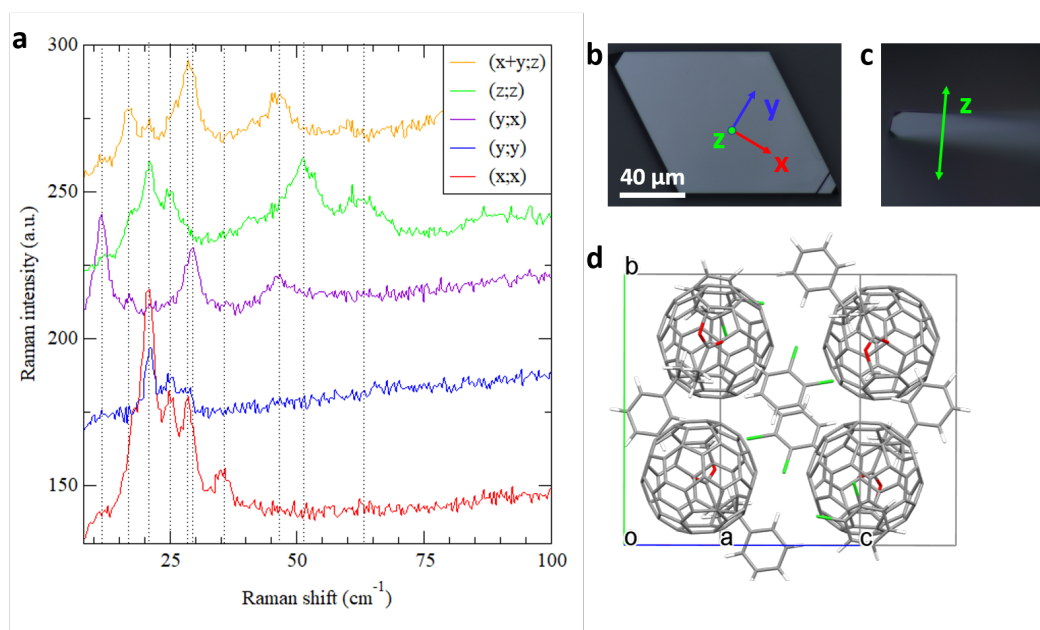 a
300
250
200
150
Raman intensity (a.u.)
25
50
75
100
Raman shift (cm⁻¹)
(x+y;z)
(z;z)
(y;x)
(y;y)
(x;x)
b
y
z
x
40 µm
c
z
d
b
o
a
c